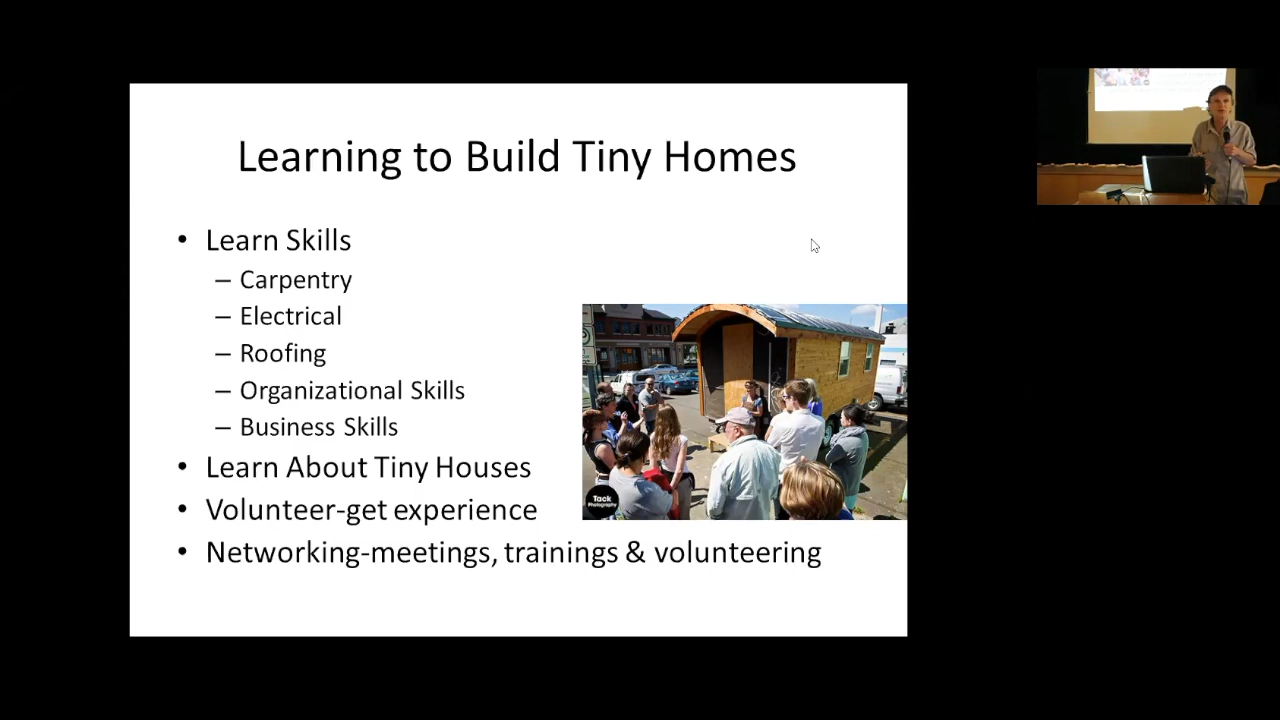 Learning to Build Tiny Homes
• Learn Skills
– Carpentry
– Electrical
– Roofing
– Organizational Skills
– Business Skills
• Learn About Tiny Houses
• Volunteer-get experience
• Networking-meetings, trainings & volunteering
Tack
Photography